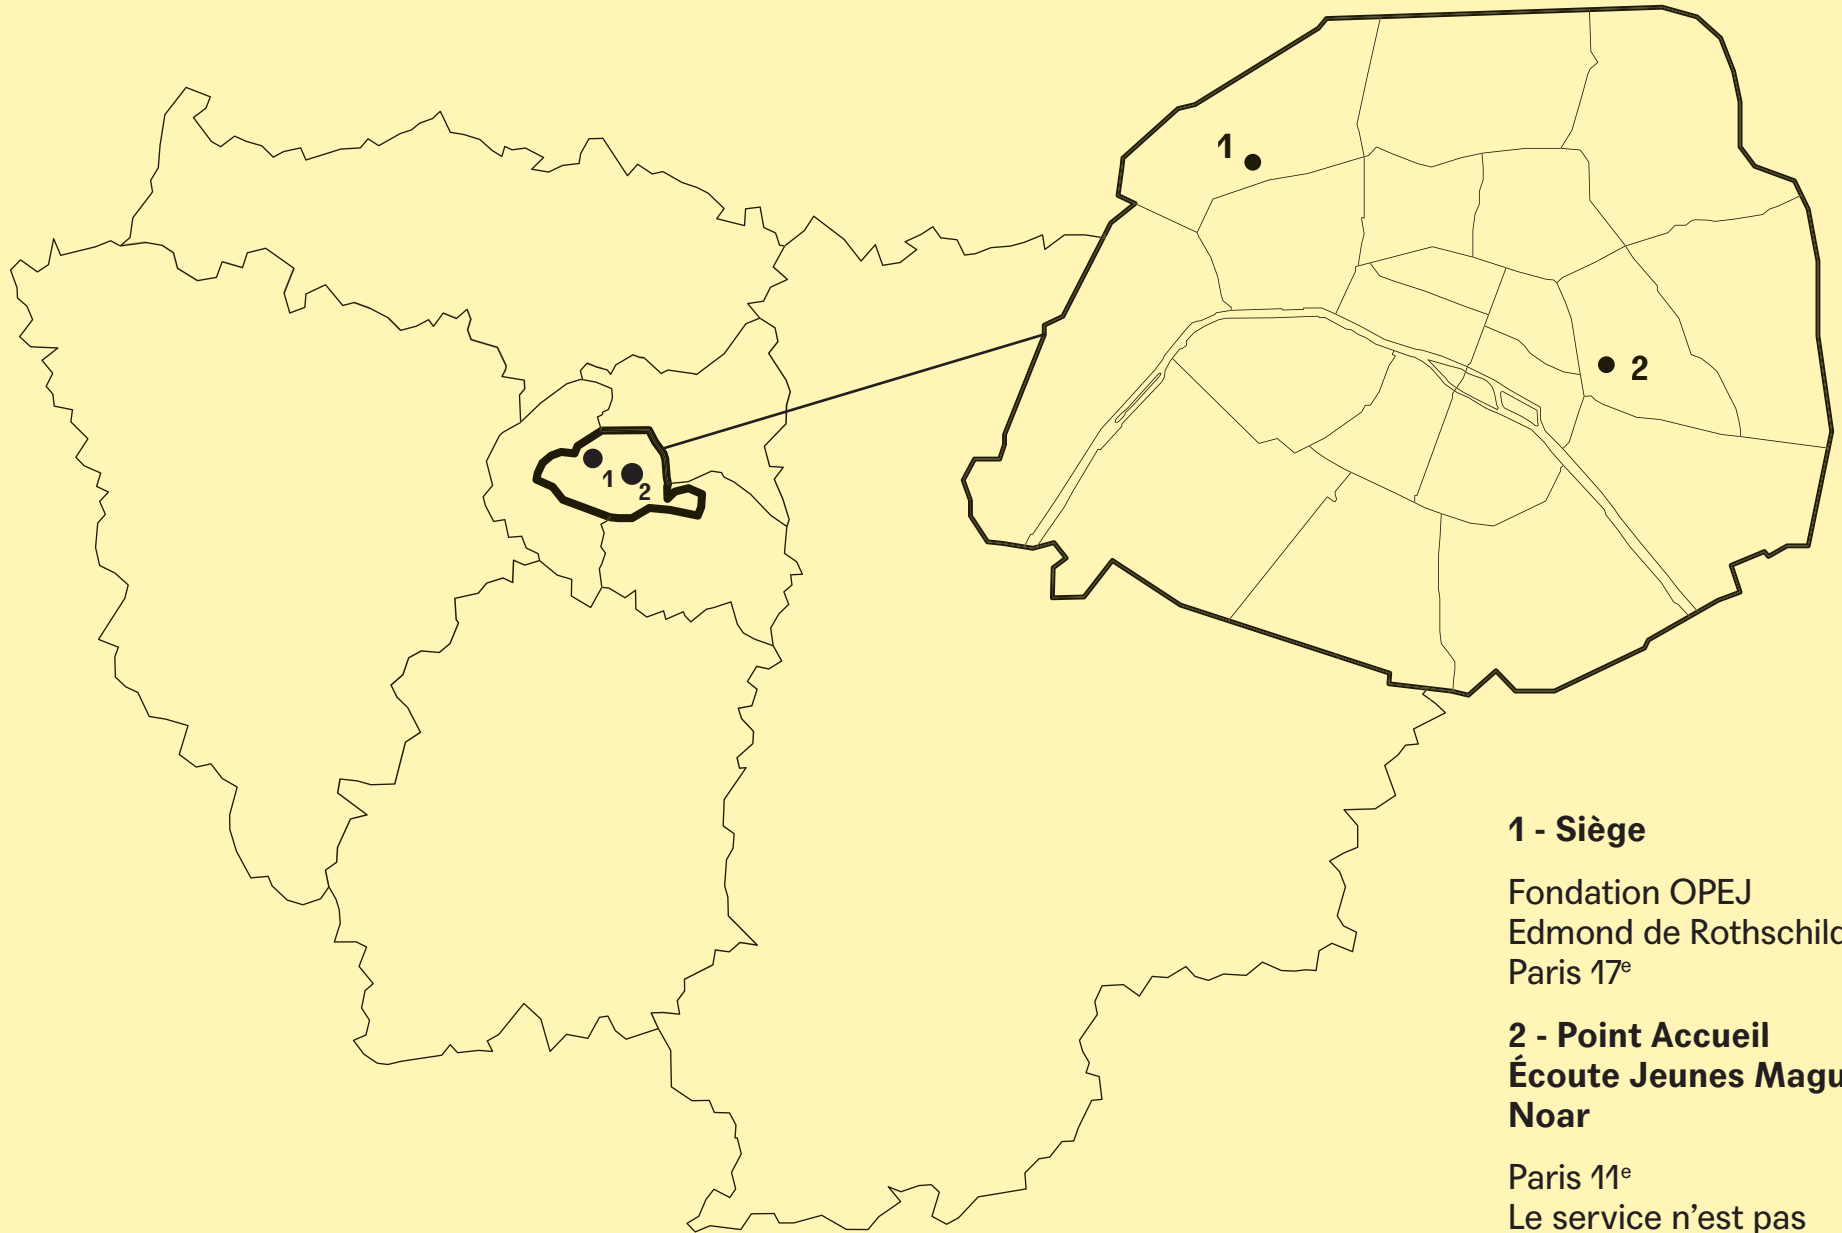 1
2
1
2
1 - Siège
Fondation OPEJ
Edmond de Rothschild
Paris 17ᵉ
2 - Point Accueil
Écoute Jeunes Magu
Noar
Paris 11ᵉ
Le service n’est pas